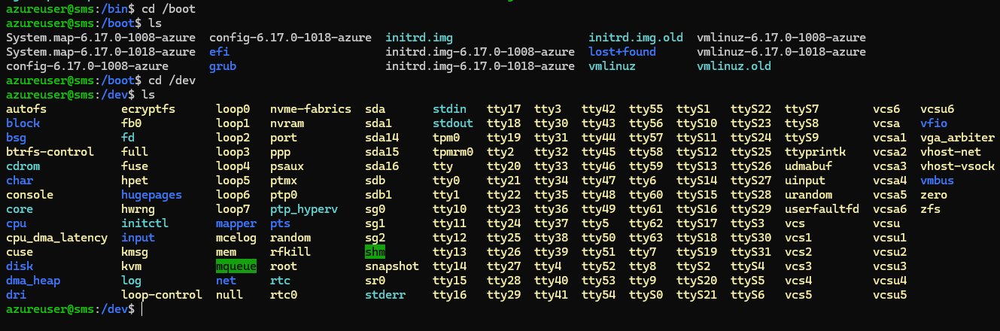 azureuser@sms:/bin$ cd /boot
azureuser@sms:/boot$ ls
System.map-6.17.0-1008-azure  config-6.17.0-1018-azure  initrd.img                    initrd.img.old  vmlinuz-6.17.0-1008-azure
System.map-6.17.0-1018-azure  efi                       initrd.img-6.17.0-1008-azure  lost+found      vmlinuz-6.17.0-1018-azure
config-6.17.0-1008-azure      grub                      initrd.img-6.17.0-1018-azure  vmlinuz         vmlinuz.old
azureuser@sms:/boot$ cd /dev
azureuser@sms:/dev$ ls
autofs           ecryptfs      loop0   nvme-fabrics  sda       stdin   tty17  tty3   tty42  tty55  ttyS1   ttyS22  ttyS7        vcs6   vcsu6
block            fb0           loop1   nvram         sda1      stdout  tty18  tty30  tty43  tty56  ttyS10  ttyS23  ttyS8        vcsa   vfio
bsg              fd            loop2   port          sda14     tpm0    tty19  tty31  tty44  tty57  ttyS11  ttyS24  ttyS9        vcsa1  vga_arbiter
btrfs-control    full          loop3   ppp           sda15     tpmrm0  tty2   tty32  tty45  tty58  ttyS12  ttyS25  ttyprintk    vcsa2  vhost-net
cdrom            fuse          loop4   psaux         sda16     tty     tty20  tty33  tty46  tty59  ttyS13  ttyS26  udmabuf      vcsa3  vhost-vsock
char             hpet          loop5   ptmx          sdb       tty0    tty21  tty34  tty47  tty6   ttyS14  ttyS27  uinput       vcsa4  vmbus
console          hugepages     loop6   ptp0          sdb1      tty1    tty22  tty35  tty48  tty60  ttyS15  ttyS28  urandom      vcsa5  zero
core             hwrng         loop7   ptp_hyperv    sg0       tty10   tty23  tty36  tty49  tty61  ttyS16  ttyS29  userfaultfd  vcsa6  zfs
cpu              initctl       mapper  pts           sg1       tty11   tty24  tty37  tty5   tty62  ttyS17  ttyS3   vcs          vcsu
cpu_dma_latency  input         mcelog  random        sg2       tty12   tty25  tty38  tty50  tty63  ttyS18  ttyS30  vcs1         vcsu1
cuse             kmsg          mem     rfkill        shm       tty13   tty26  tty39  tty51  tty7   ttyS19  ttyS31  vcs2         vcsu2
disk             kvm           mqueue  root          snapshot  tty14   tty27  tty4   tty52  tty8   ttyS2   ttyS4   vcs3         vcsu3
dma_heap         log           net     rtc           sr0       tty15   tty28  tty40  tty53  tty9   ttyS20  ttyS5   vcs4         vcsu4
dri              loop-control  null    rtc0          stderr    tty16   tty29  tty41  tty54  ttyS0  ttyS21  ttyS6   vcs5         vcsu5
azureuser@sms:/dev$